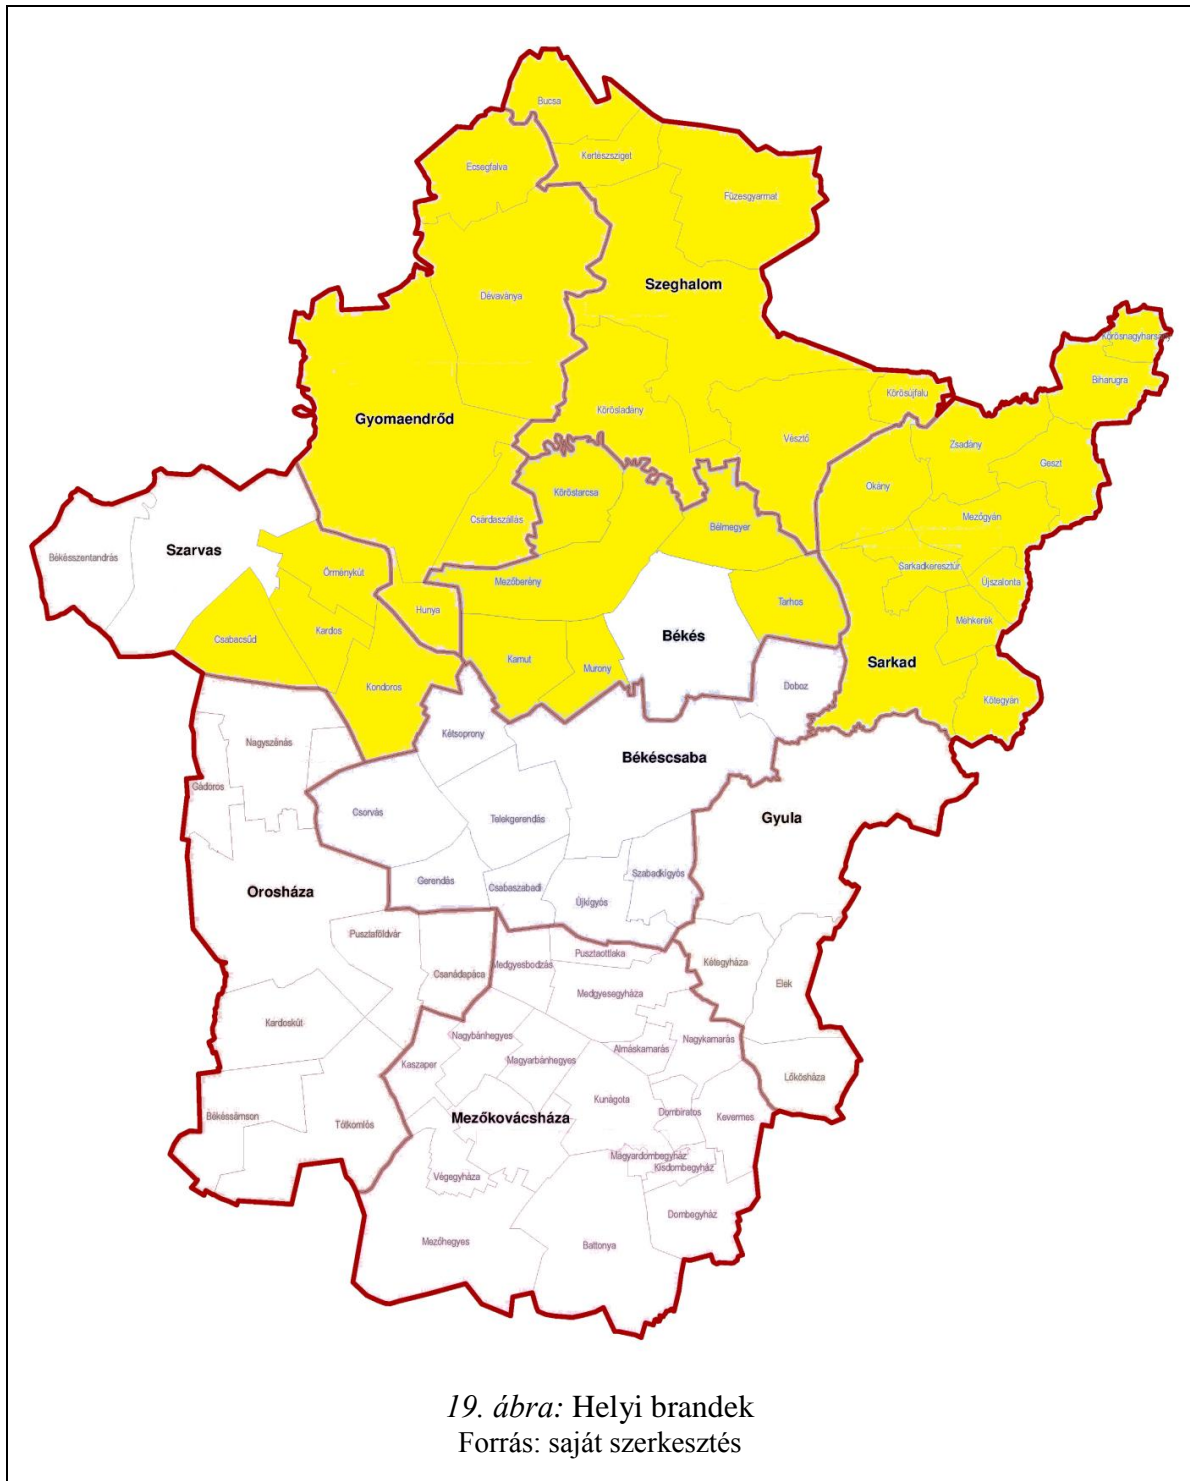 Bucsa
Ecsegfalva
Kertészsziget
Füzesgyarmat
Szeghalom
Dévaványa
Körösnagyharsány
Biharugra
Körösújfalu
Körösladány
Gyomaendrőd
Vésztő
Zsadány
Geszt
Okány
Köröstarcsa
Csárdaszállás
Bélmegyer
Mezőgyán
Békésszentandrás
Szarvas
Sarkadkeresztúr
Újszalonta
Örménykút
Mezőberény
Hunya
Tarhos
Méhkerék
Csabacsűd
Kardos
Békés
Kamut
Murony
Sarkad
Kondoros
Doboz
Kötegyán
Kétsoprony
Nagyszénás
Békéscsaba
Gádoros
Csorvás
Telekgerendás
Gyula
Orosháza
Gerendás
Csabaszabadi
Szabadkígyós
Újkígyós
Pusztaföldvár
Csanádapáca
Medgyesbodzás
Pusztaottlaka
Kétegyháza
Elek
Medgyesegyháza
Kardoskút
Nagybánhegyes
Nagykamarás
Almáskamarás
Kaszaper
Magyarbánhegyes
Lőkösháza
Kunágota
Békéssámson
Tótkomlós
Mezőkovácsháza
Dombiratos
Kevermes
Magyardombegyház
Kisdombegyház
Végegyháza
Dombegyház
Mezőhegyes
Battonya
19. ábra: Helyi brandek
Forrás: saját szerkesztés